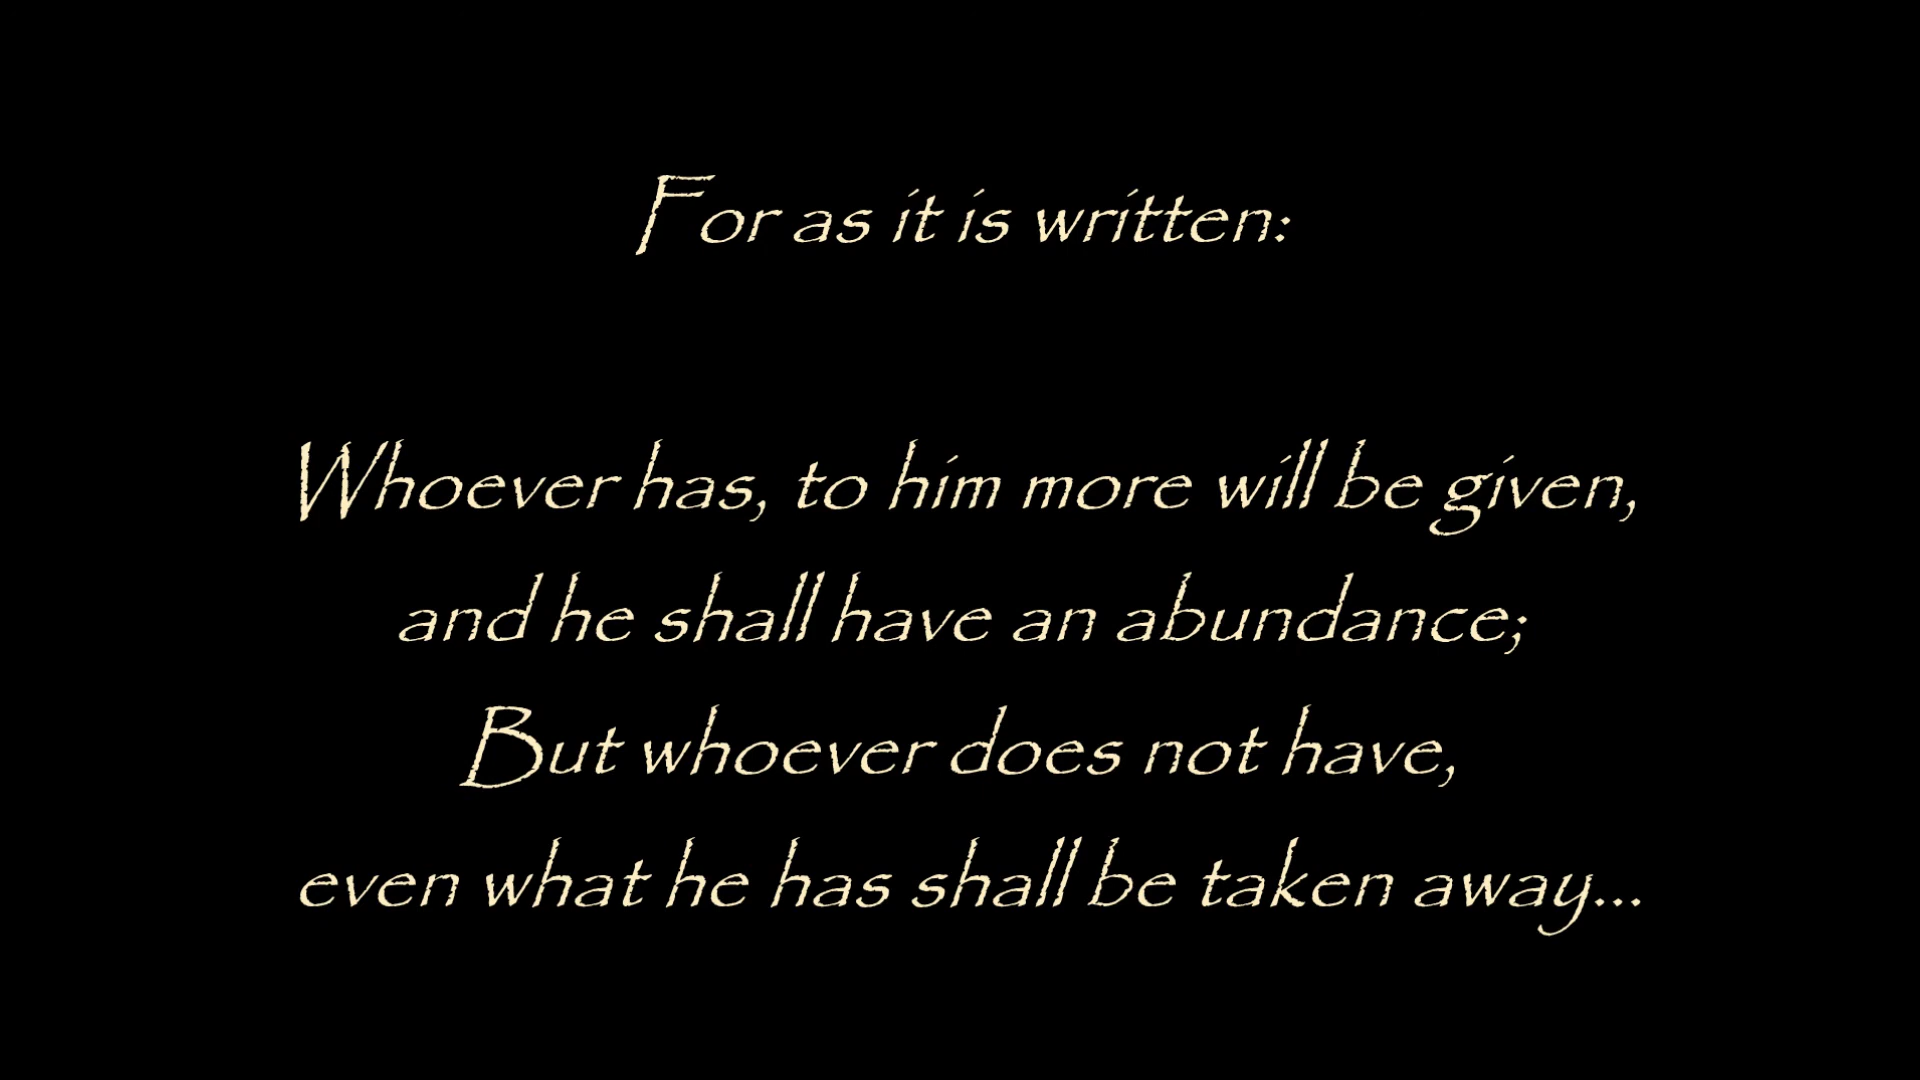 For as it is written:
Whoever has, to him more will be given,
and he shall have an abundance;
But whoever does not have,
even what he has shall be taken away...